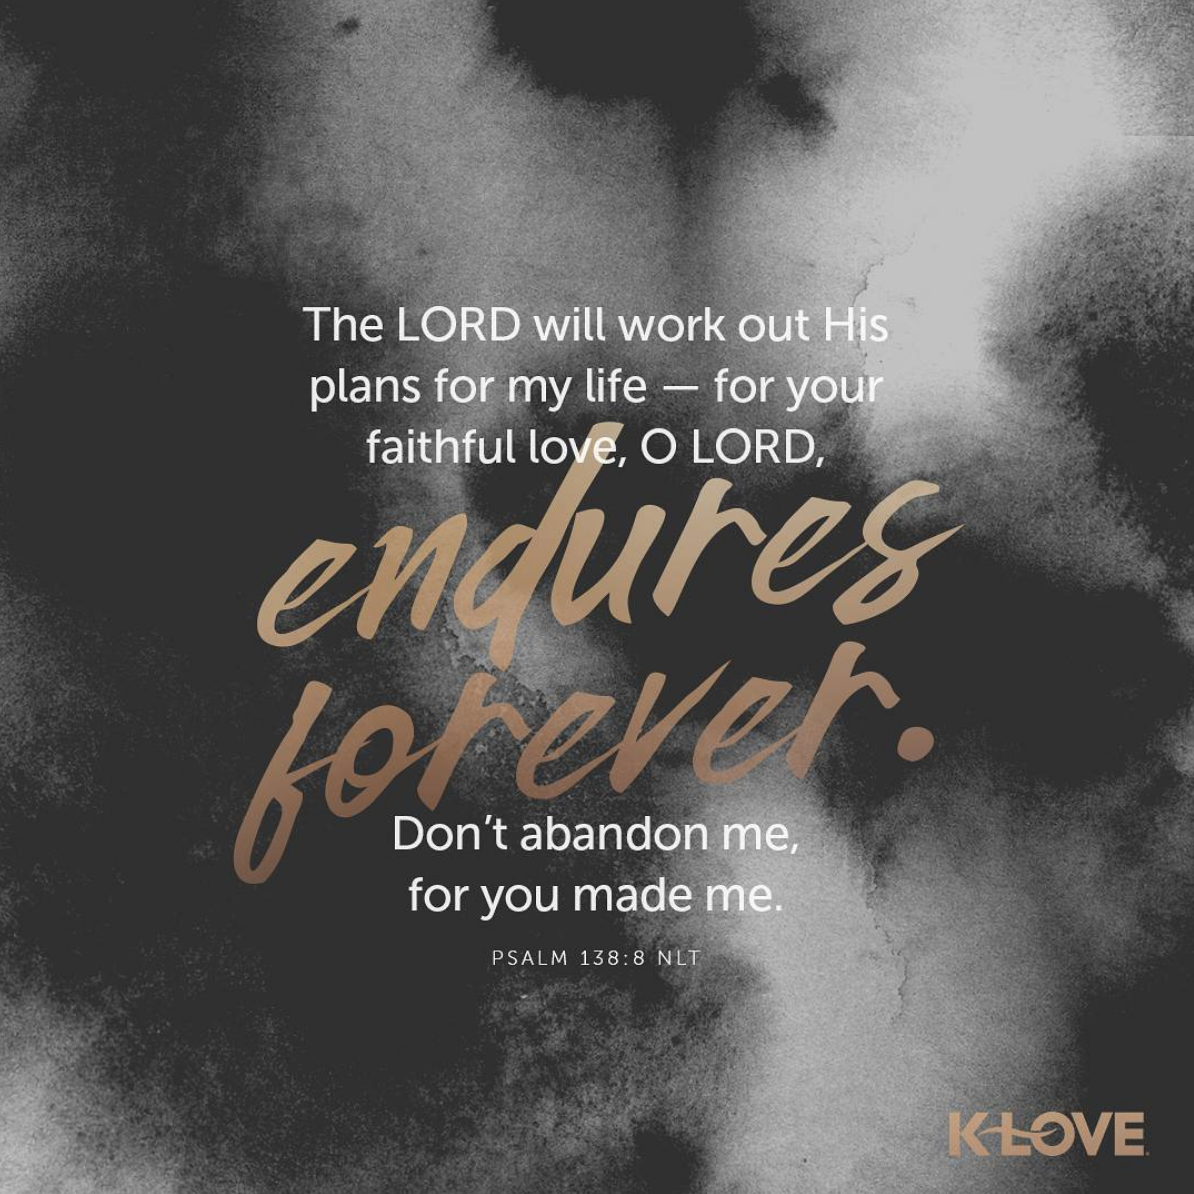 The LORD will work out His
plans for my life — for your
faithful love, O LORD,
endures
forever.
Don’t abandon me,
for you made me.
PSALM 138:8 NLT
K-LOVE